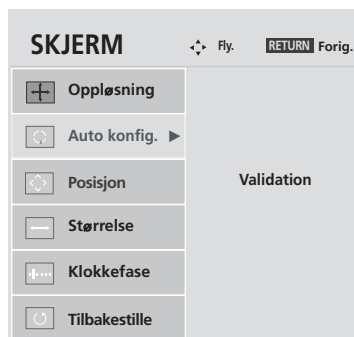 SKJERM Fly. RETURN Forig.
Oppløsning
Auto konfig.
Posisjon Validation
Størrelse
Klokkefase
Tilbakestille